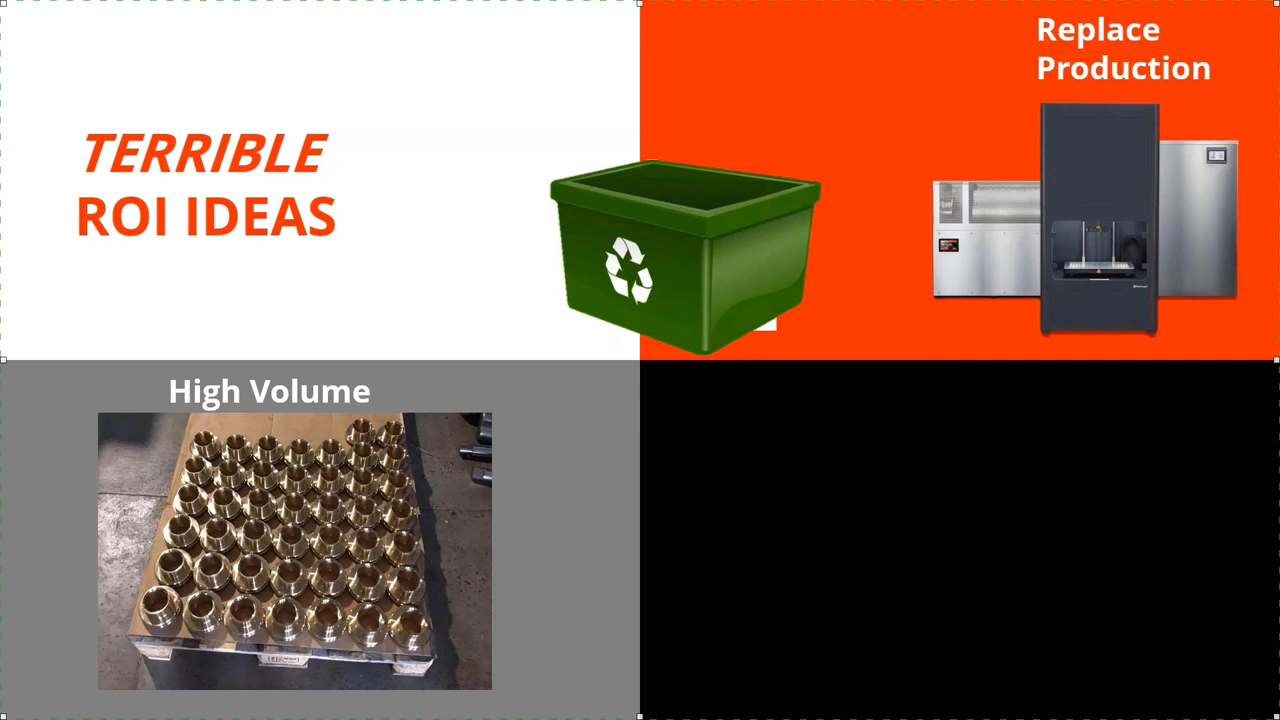 TERRIBLE
ROI IDEAS
Replace
Production
High Volume